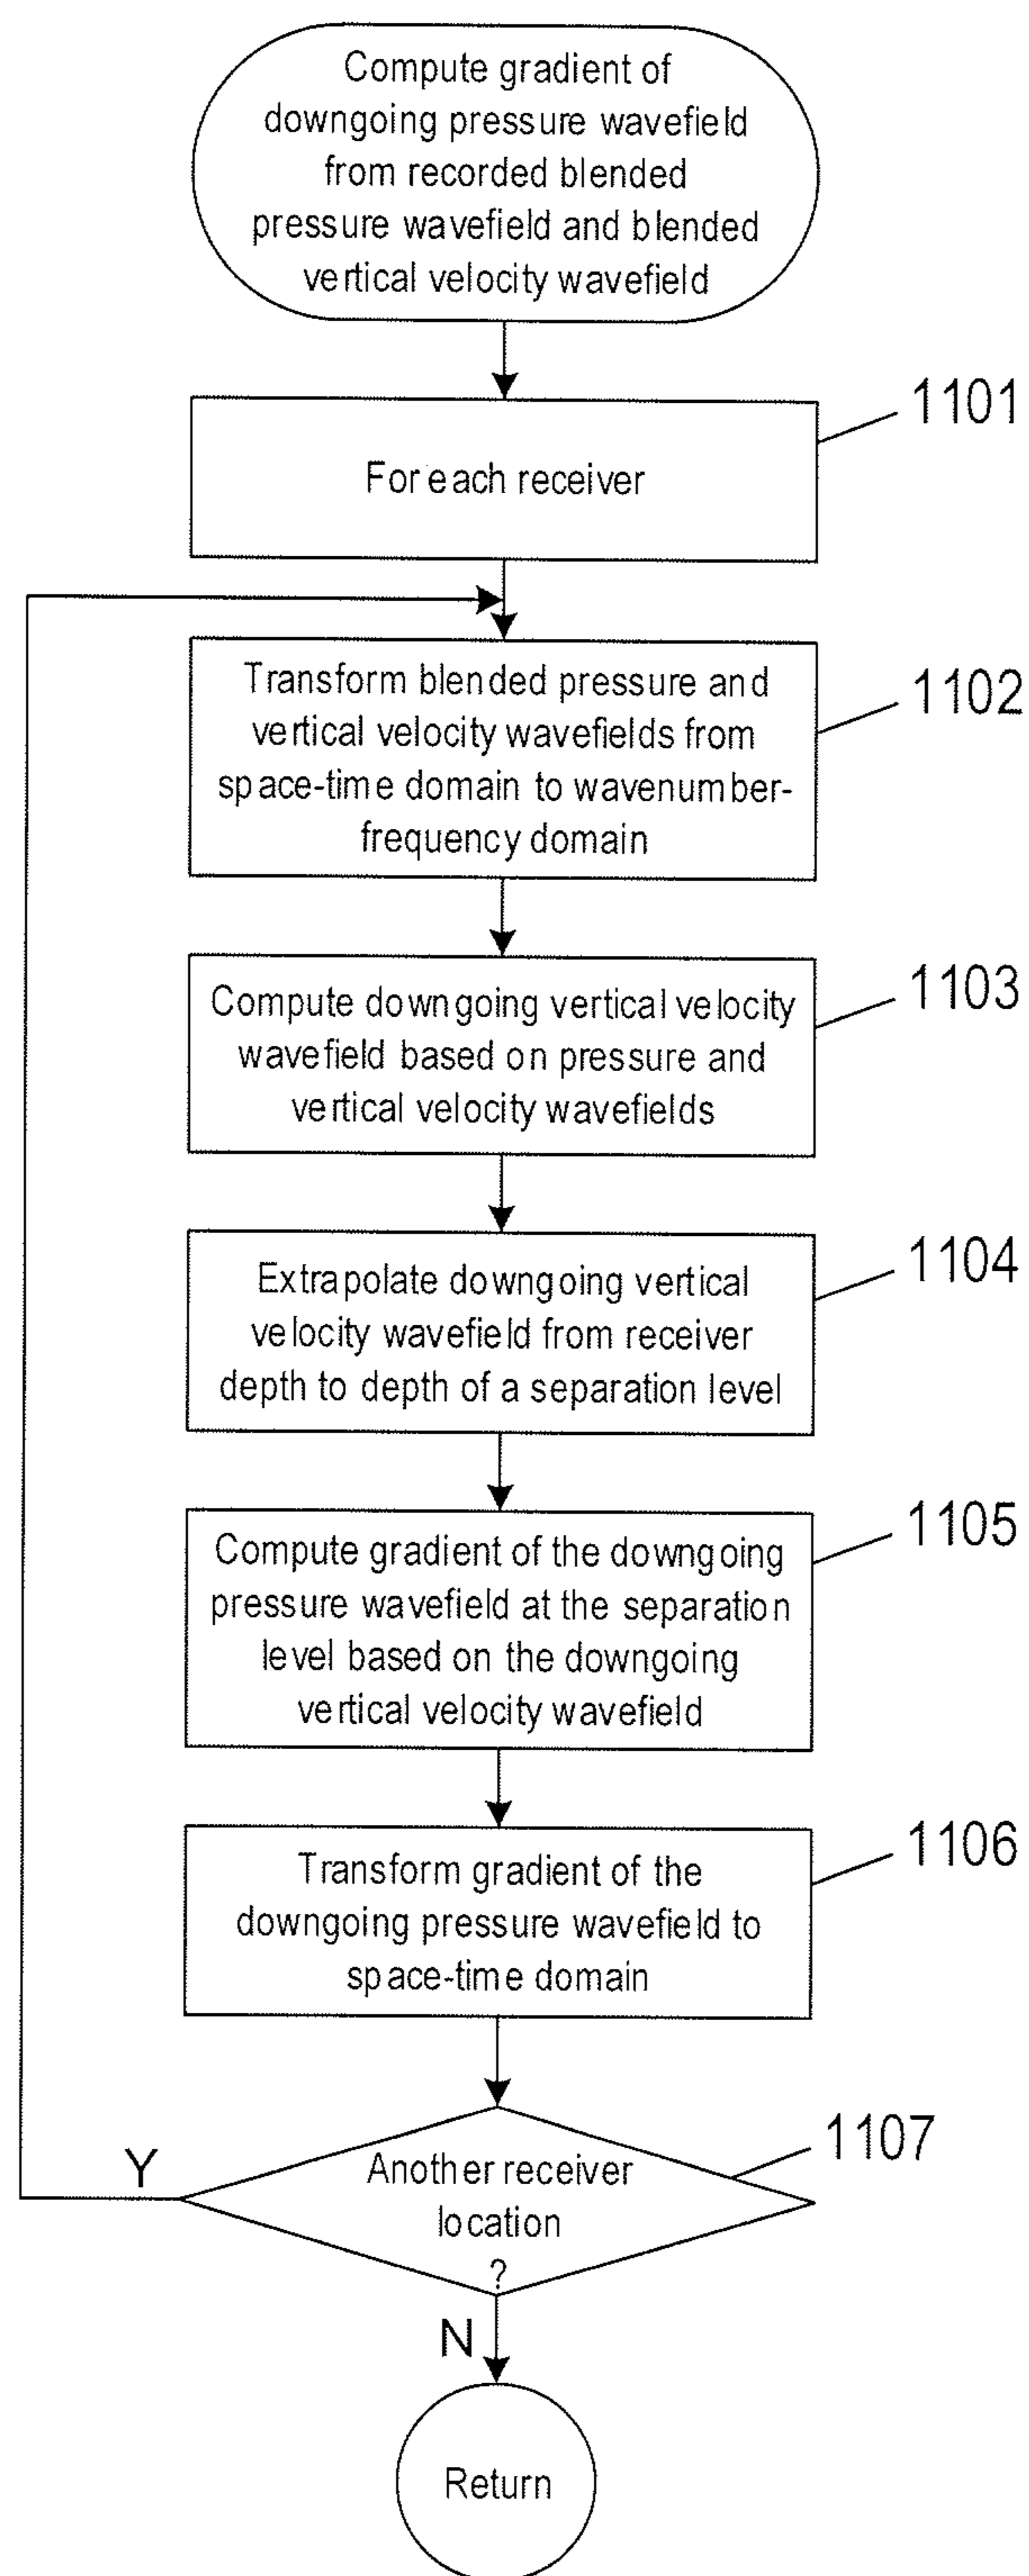 Compute gradient of
downgoing pressure wavefield
from recorded blended
pressure wavefield and blended
vertical velocity wavefield
1101
For each receiver
1102
Transform blended pressure and
vertical velocity wavefields from
space-time domain to wavenumber-
frequency domain
1103
Compute downgoing vertical velocity
wavefield based on pressure and
vertical velocity wavefields
1104
Extrapolate downgoing vertical
velocity wavefield from receiver
depth to depth of a separation level
1105
Compute gradient of the downgoing
pressure wavefield at the separation
level based on the downgoing
vertical velocity wavefield
1106
Transform gradient of the
downgoing pressure wavefield to
space-time domain
1107
Y
Another receiver
location
?
N
Return